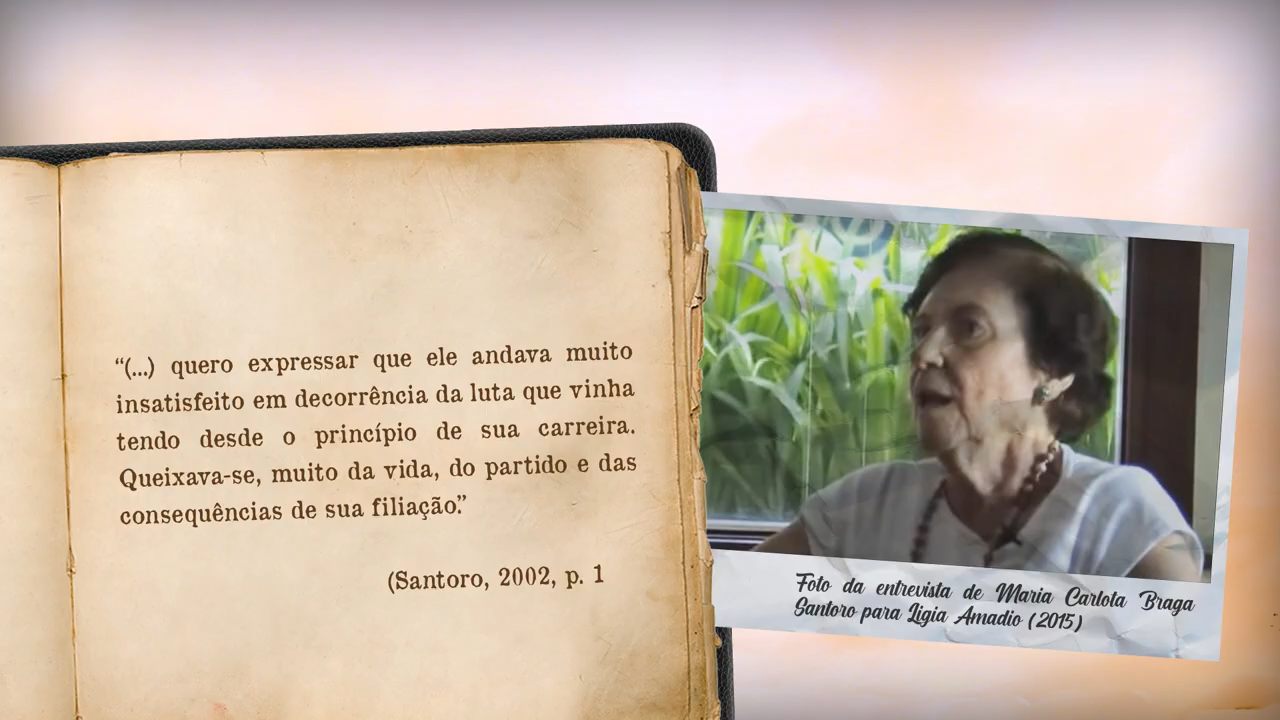 “(...) quero expressar que ele andava muito
insatisfeito em decorrência da luta que vinha
tendo desde o princípio de sua carreira.
Queixava-se, muito da vida, do partido e das
consequências de sua filiação.”
(Santoro, 2002, p. 1
Foto da entrevista de Maria Carlota Braga
Santoro para Ligia Amadio (2015)